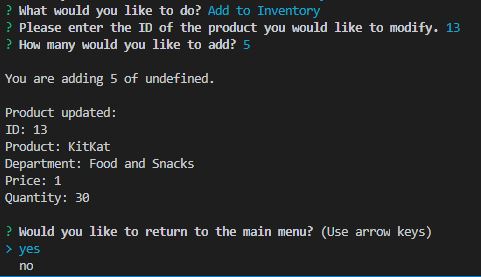 ? What would you like to do? Add to Inventory
? Please enter the ID of the product you would like to modify. 13
? How many would you like to add? 5
You are adding 5 of undefined.
Product updated:
ID: 13
Product: KitKat
Department: Food and Snacks
Price: 1
Quantity: 30
? Would you like to return to the main menu? (Use arrow keys)
> yes
no